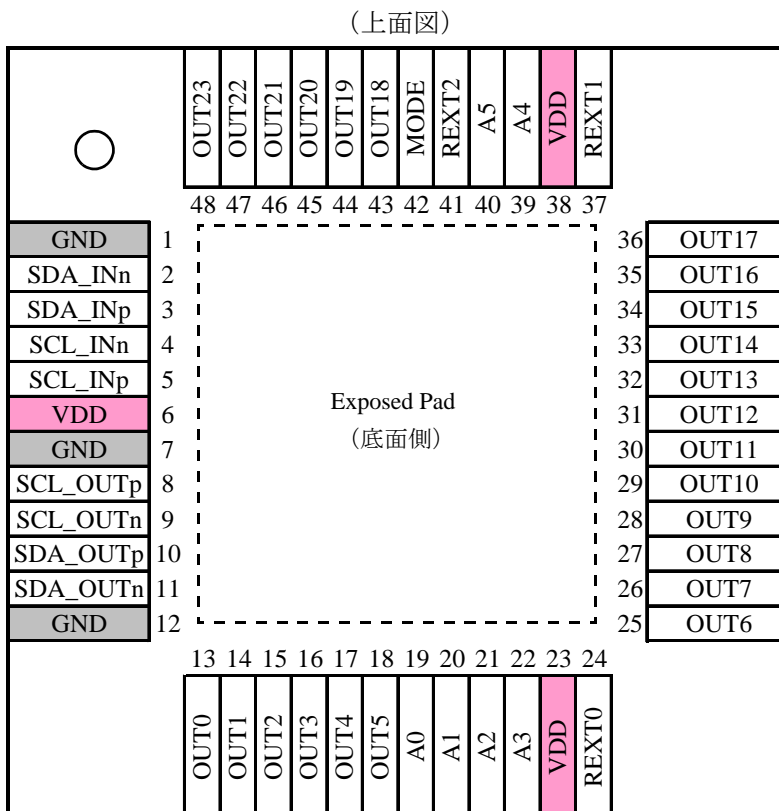 （上面図）
OUT23 OUT22 OUT21 OUT20 OUT19 OUT18 MODE REXT2 A5 A4 VDD REXT1
48 47 46 45 44 43 42 41 40 39 38 37
GND 1
SDA_INn 2
SDA_INp 3
SCL_INn 4
SCL_INp 5
VDD 6
GND 7
SCL_OUTp 8
SCL_OUTn 9
SDA_OUTp 10
SDA_OUTn 11
GND 12
Exposed Pad
（底面側）
36 OUT17
35 OUT16
34 OUT15
33 OUT14
32 OUT13
31 OUT12
30 OUT11
29 OUT10
28 OUT9
27 OUT8
26 OUT7
25 OUT6
13 14 15 16 17 18 19 20 21 22 23 24
OUT0 OUT1 OUT2 OUT3 OUT4 OUT5 A0 A1 A2 A3 VDD REXT0